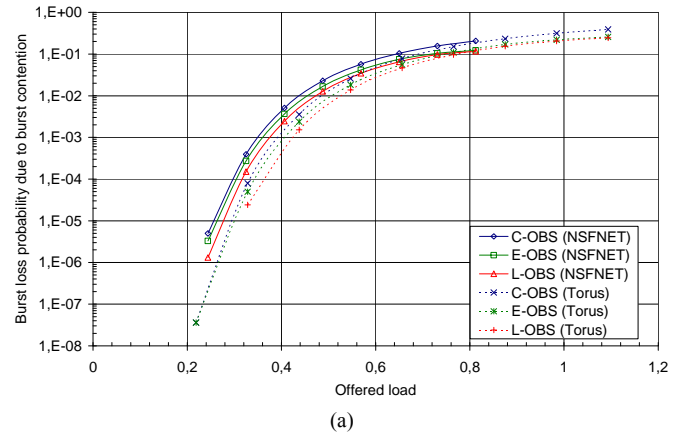 1,E+00
1,E-01
1,E-02
1,E-03
1,E-04
1,E-05
1,E-06
1,E-07
1,E-08
Burst loss probability due to burst contention
C-OBS (NSFNET)
E-OBS (NSFNET)
L-OBS (NSFNET)
C-OBS (Torus)
E-OBS (Torus)
L-OBS (Torus)
0 0,2 0,4 0,6 0,8 1 1,2
Offered load
(a)